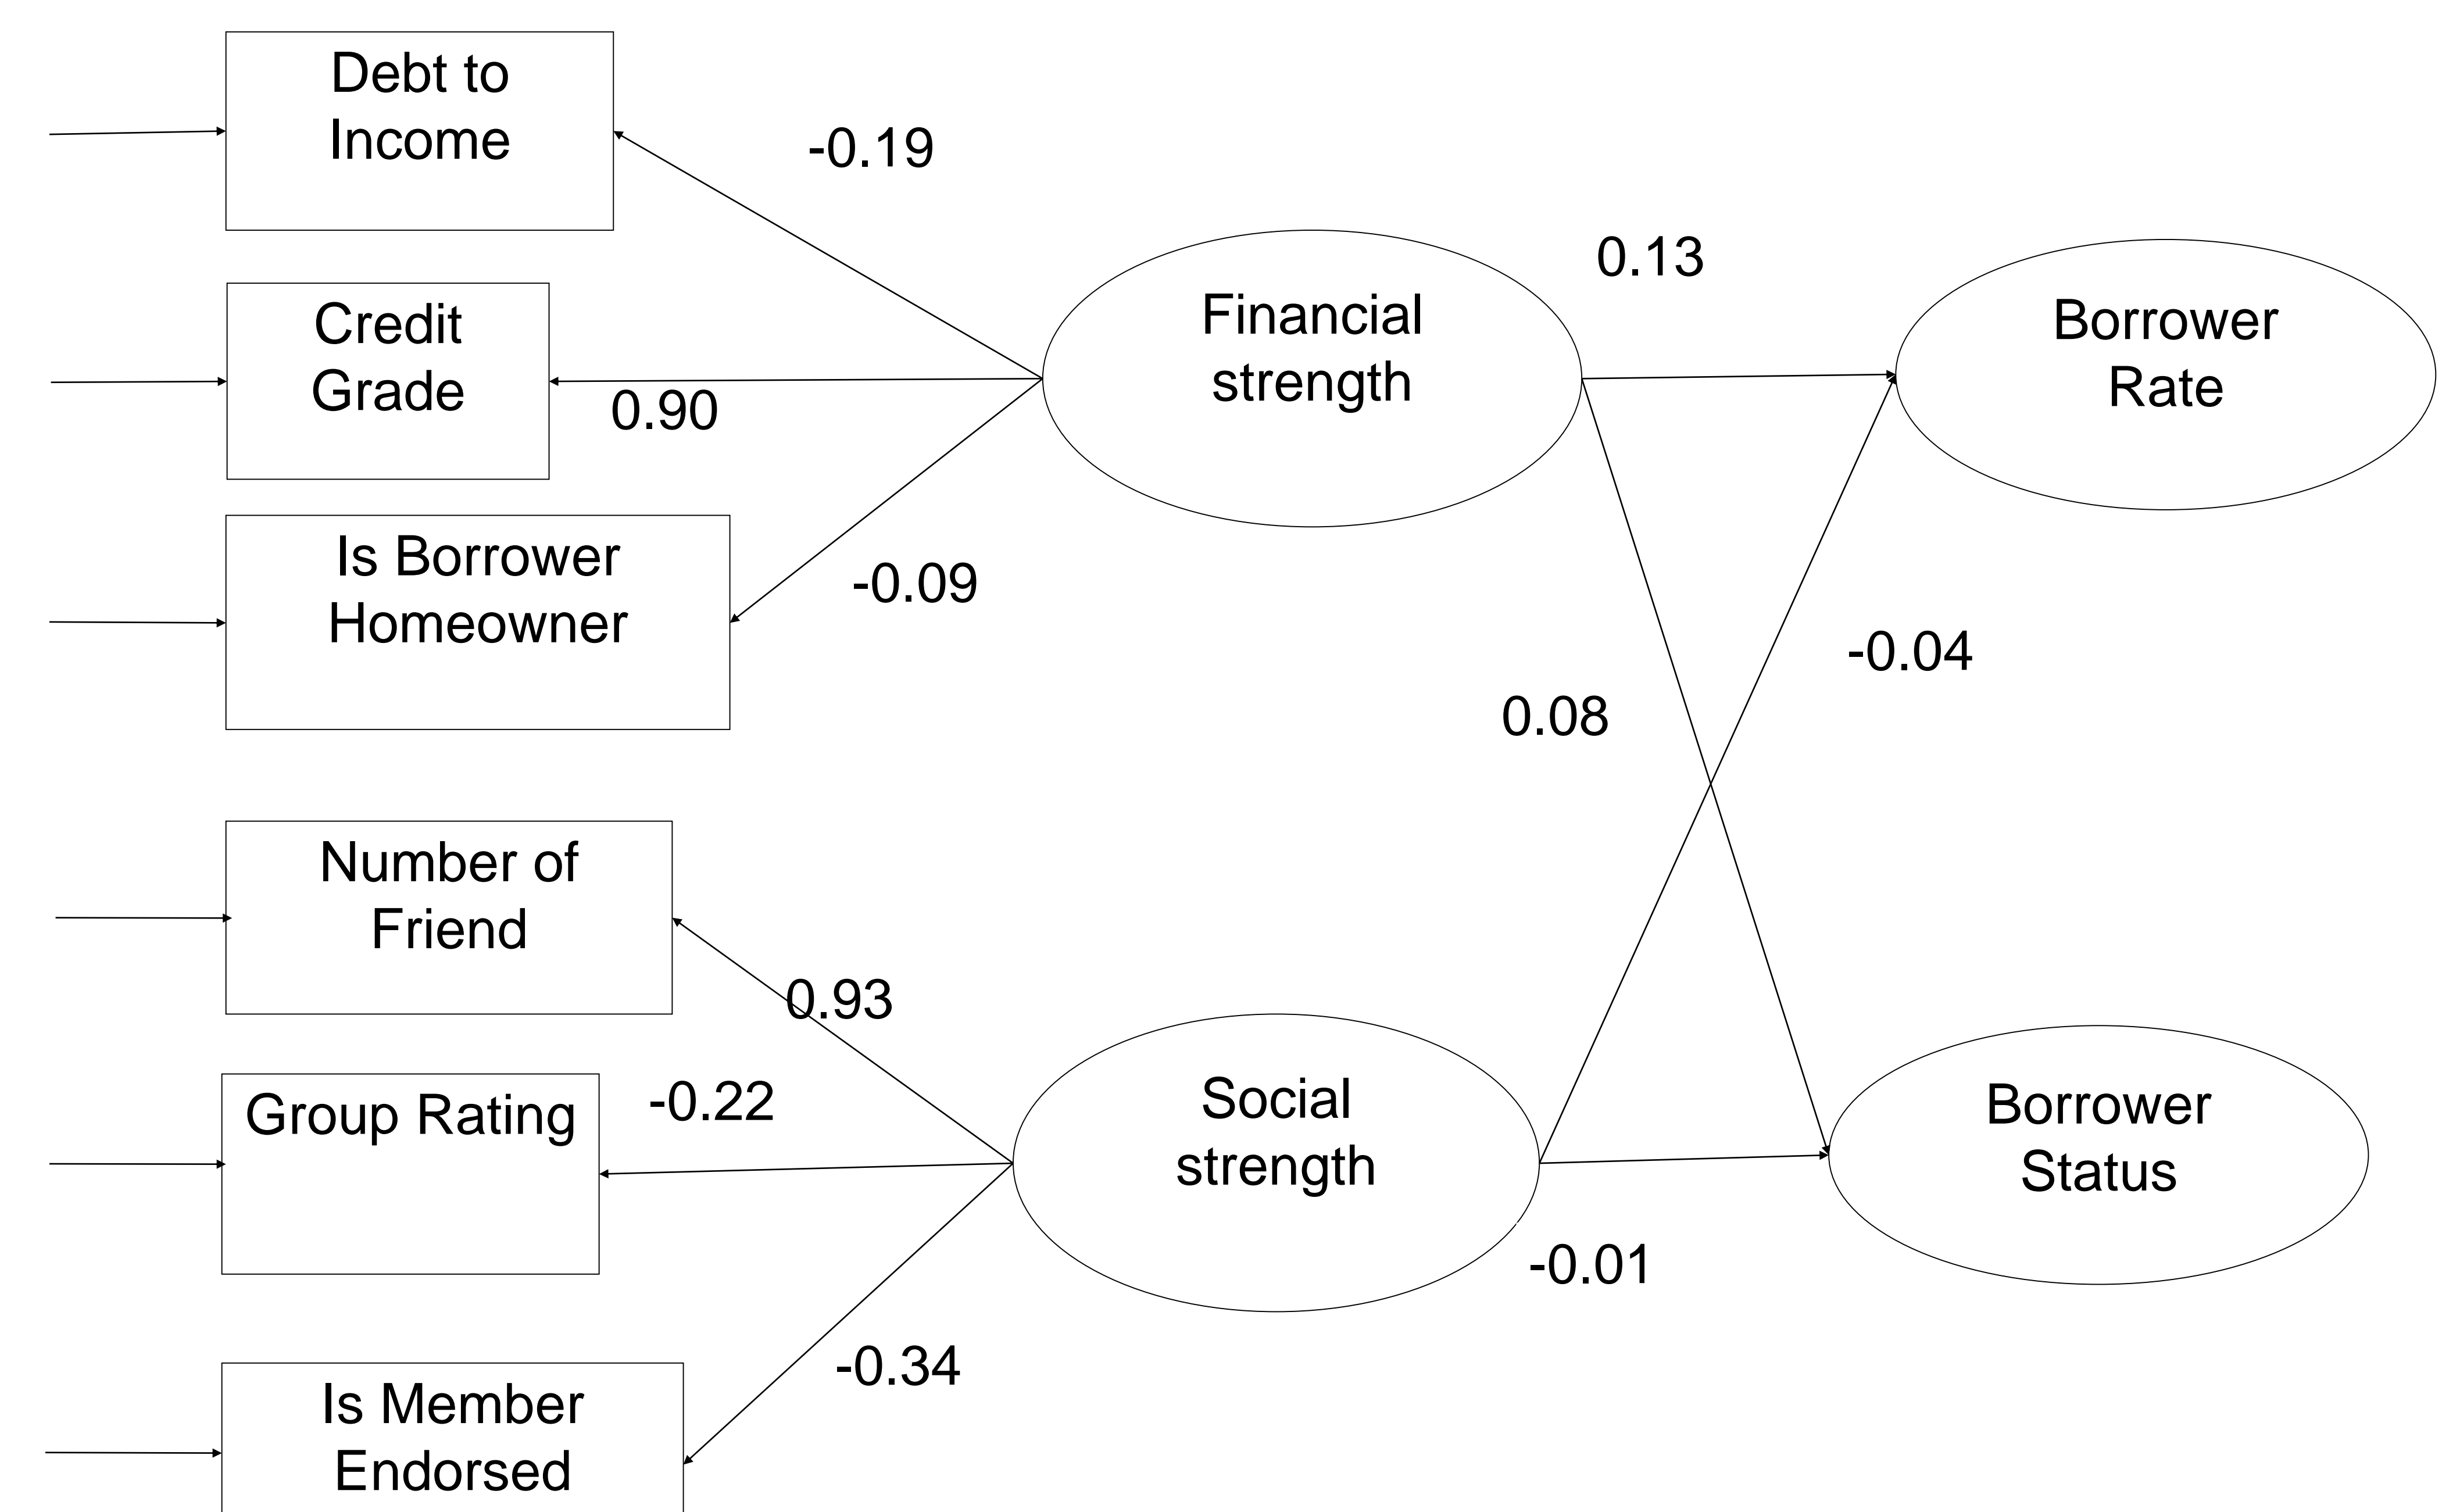 Debt to
Income
-0.19
0.13
Financial
strength
Borrower
Rate
Credit
Grade
0.90
Is Borrower
Homeowner
-0.09
-0.04
0.08
Number of
Friend
0.93
Group Rating
-0.22
Social
strength
Borrower
Status
-0.01
-0.34
Is Member
Endorsed